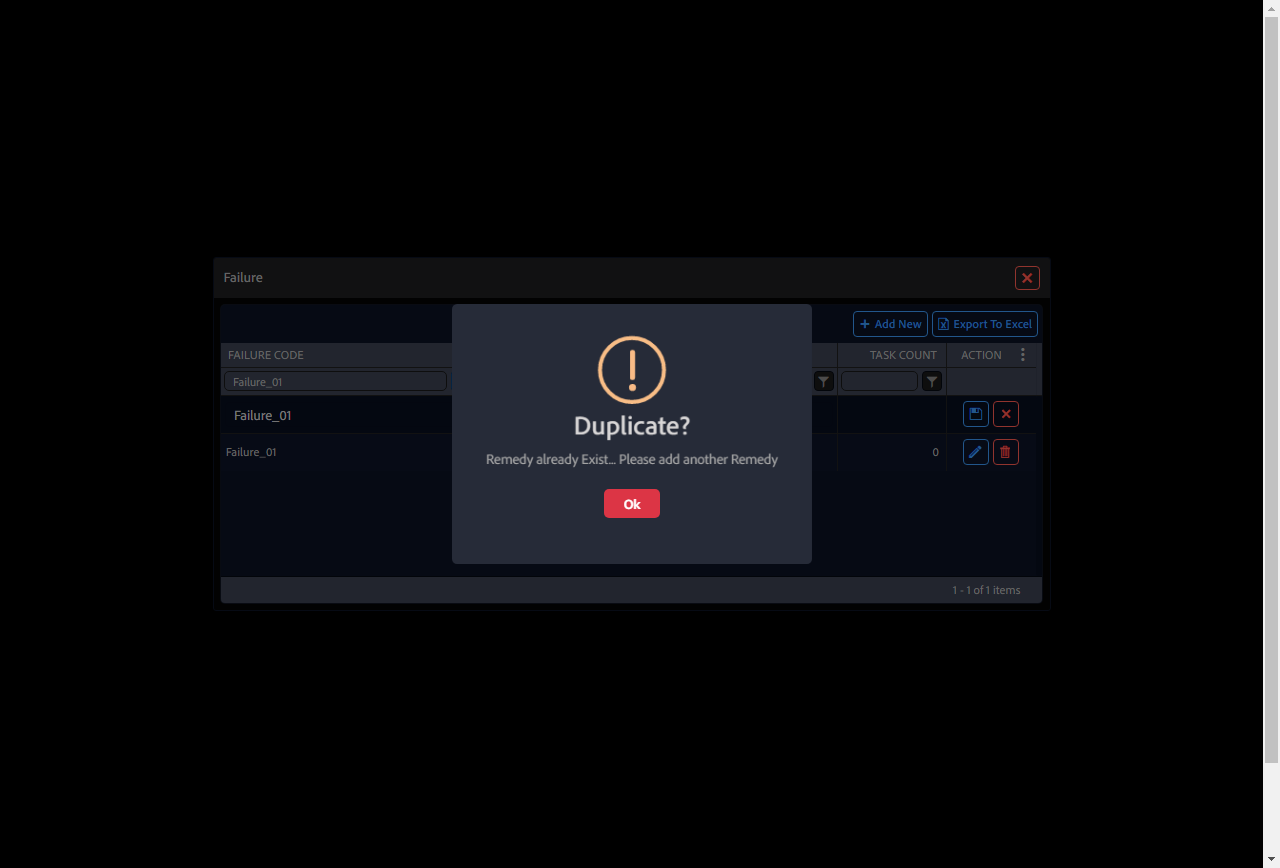 Failure
Add New Export To Excel
FAILURE CODE TASK COUNT ACTION
Failure_01
Failure_01
Failure_01 0
Duplicate?
Remedy already Exist... Please add another Remedy
Ok
1 - 1 of 1 items